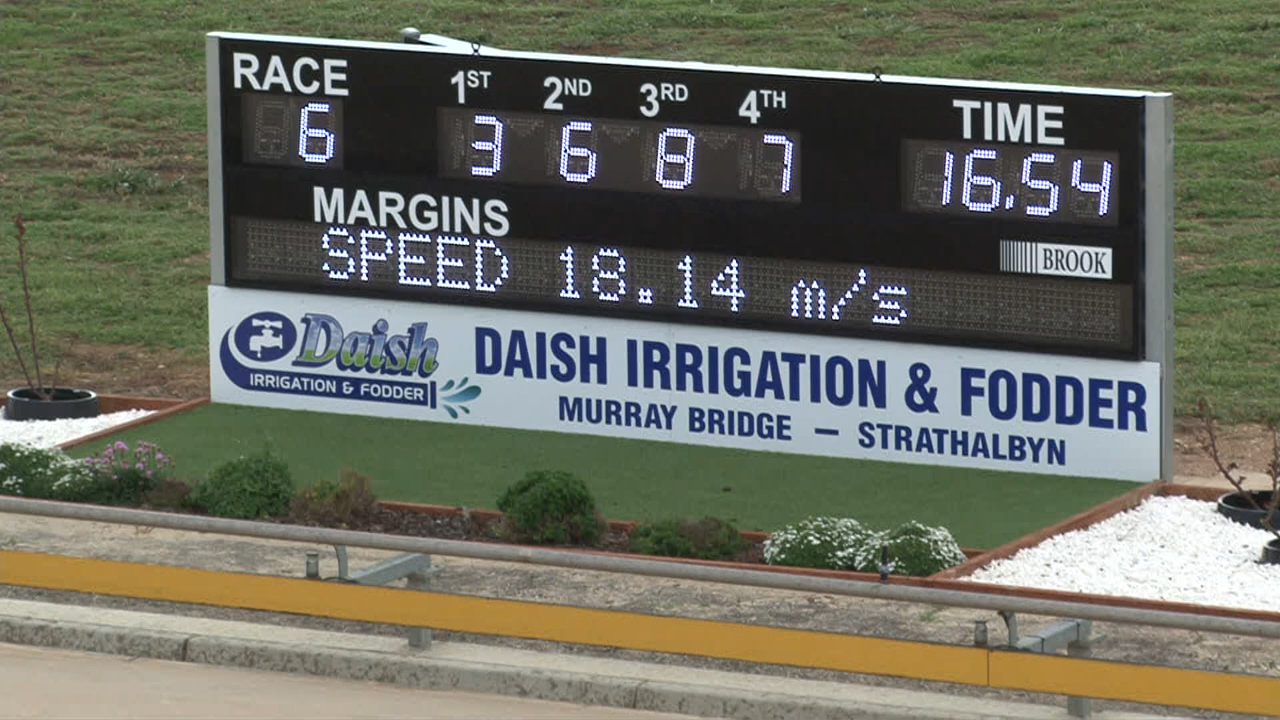 RACE 1ST 2ND 3RD 4TH TIME
6 3 6 8 7 16.54
MARGINS
SPEED 18.14 m/s
BROOK
Daish
IRRIGATION & FODDER
DAISH IRRIGATION & FODDER
MURRAY BRIDGE — STRATHALBYN